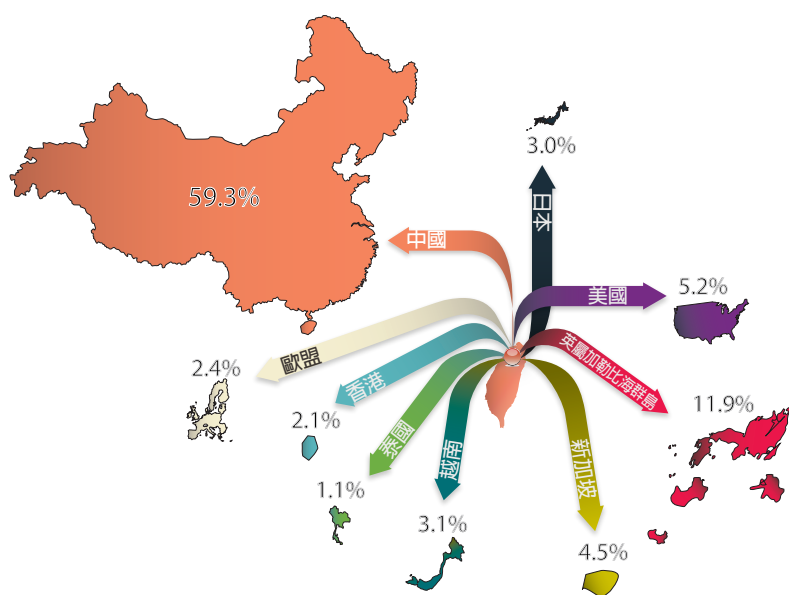 59.3%
中國
3.0%
日本
5.2%
美國
2.4%
歐盟
2.1%
香港
英屬加勒比海群島
11.9%
1.1%
泰國
3.1%
越南
4.5%
新加坡